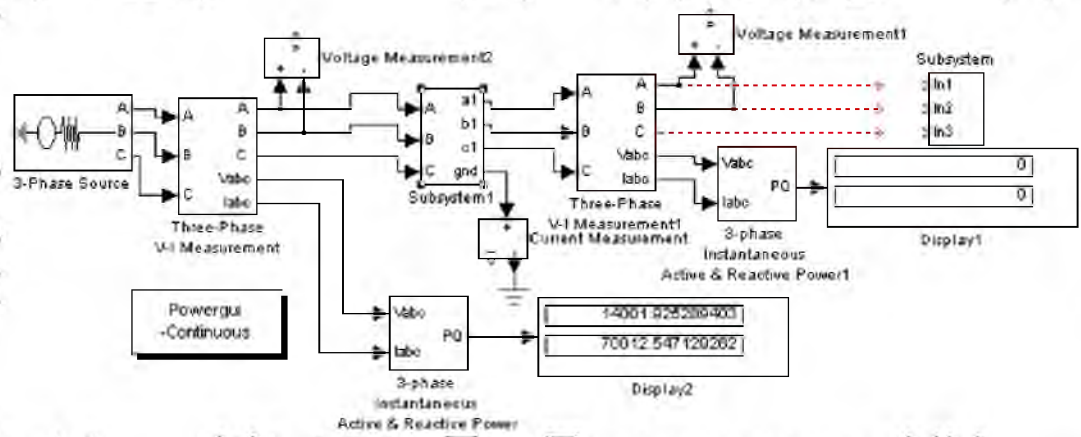 Voltage Measurement2
Voltage Measurement1
Subsystem
In1
In2
In3
A
B
C
3-Phase Source
A
B
C
A
B
C
Vabc
Iabc
Three-Phase
V-I Measurement
A
B
C
a1
b1
c1
gnd
Subsystem1
A
B
C
A
B
C
Vabc
Iabc
Three-Phase
V-I Measurement1
Current Measurement
Vabc
Iabc
PQ
3-phase
Instantaneous
Active & Reactive Power1
0
0
Display1
Powergui
-Continuous
Vabc
Iabc
PQ
3-phase
Instantaneous
Active & Reactive Power
14001.925289403
70012.547129262
Display2